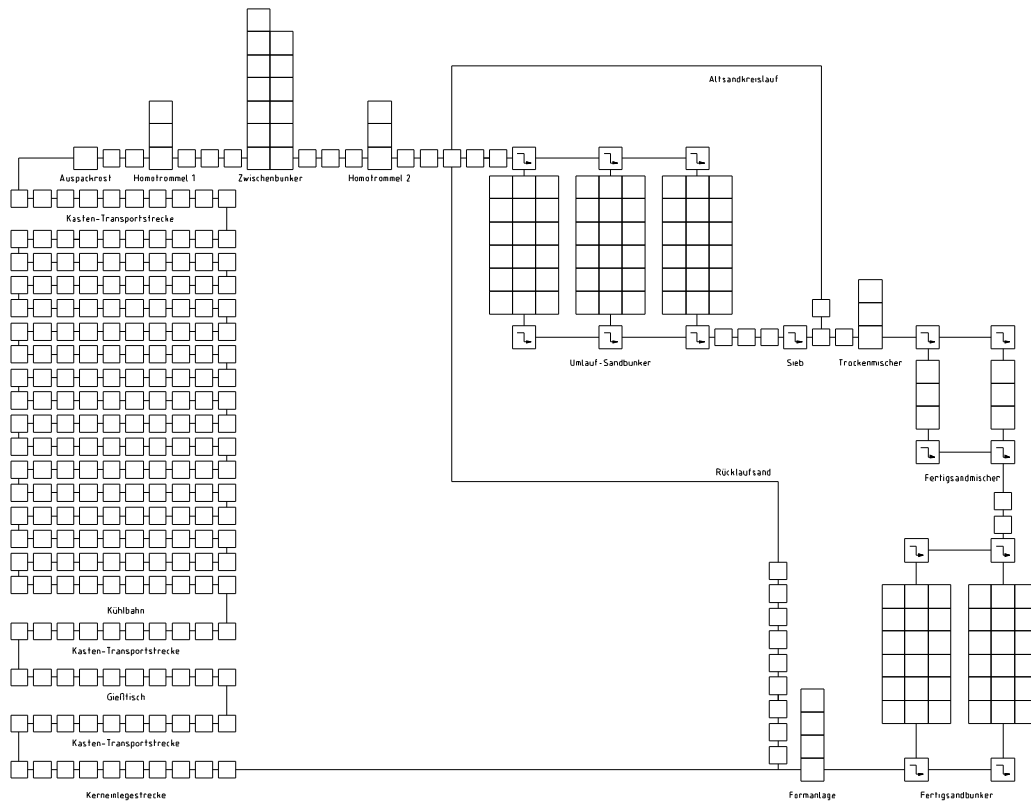 Altsandkreislauf
Auspackrost
Homotrommel 1
Zwischenbunker
Homotrommel 2
Kasten-Transportstrecke
Umlauf-Sandbunker
Sieb
Trockenmischer
Rücklaufsand
Fertigsandmischer
Kühlbahn
Kasten-Transportstrecke
Gießtisch
Kasten-Transportstrecke
Kerneinlegestrecke
Formanlage
Fertigsandbunker